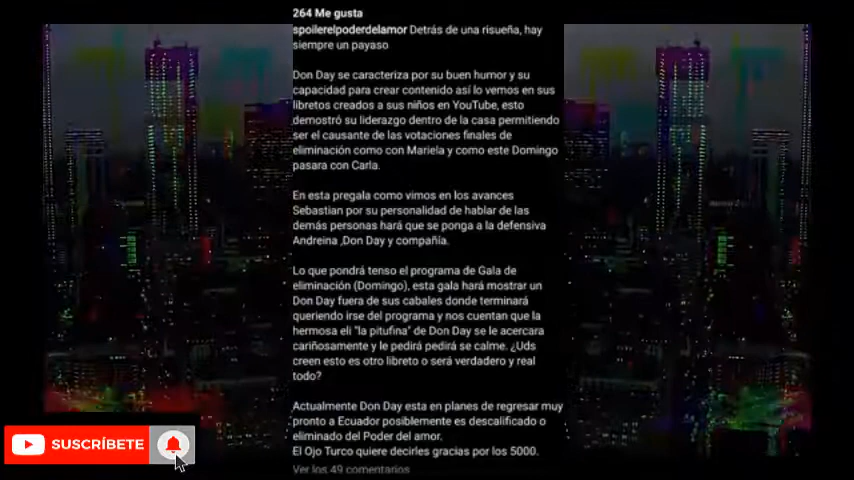 264 Me gusta
spoilerelpoderdelamor Detrás de una risueña, hay
siempre un payaso
Don Day se caracteriza por su buen humor y su
capacidad para crear contenido así lo vemos en sus
libretos creados a sus niños en YouTube, esto
demostró su liderazgo dentro de la casa permitiendo
ser el causante de las votaciones finales de
eliminación como con Mariela y como este Domingo
pasara con Carla.
En esta pregala como vimos en los avances
Sebastian por su personalidad de hablar de las
demás personas hará que se ponga a la defensiva
Andreina ,Don Day y compañía.
Lo que pondrá tenso el programa de Gala de
eliminación (Domingo), esta gala hará mostrar un
Don Day fuera de sus cabales donde terminará
queriendo irse del programa y nos cuentan que la
hermosa eli "la pitufina" de Don Day se le acercara
cariñosamente y le pedirá pedirá se calme. ¿Uds
creen esto es otro libreto o será verdadero y real
todo?
Actualmente Don Day esta en planes de regresar muy
pronto a Ecuador posiblemente es descalificado o
eliminado del Poder del amor.
El Ojo Turco quiere decirles gracias por los 5000.
Ver los 49 comentarios
SUSCRÍBETE